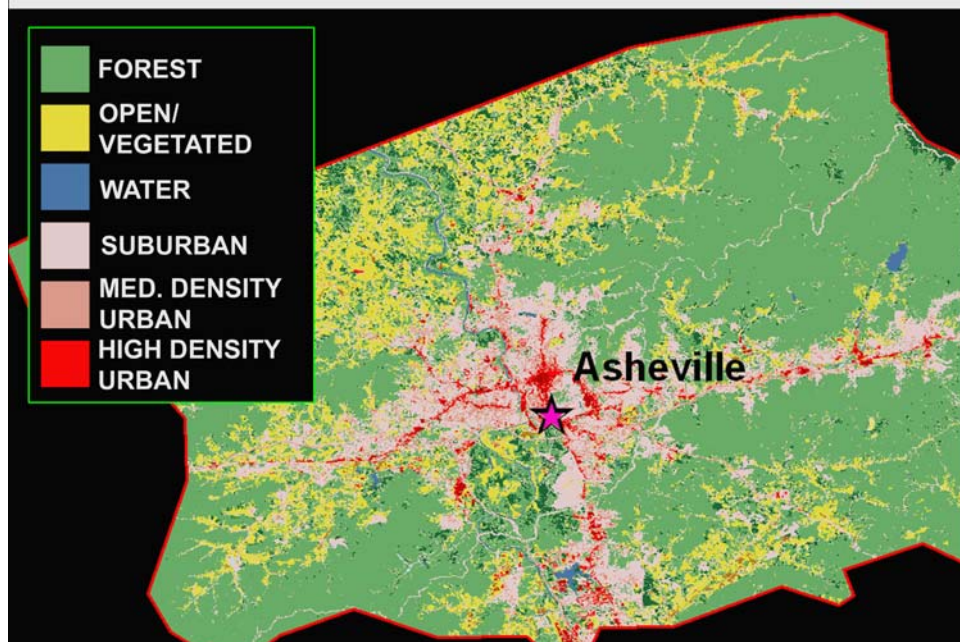 FOREST
OPEN/
VEGETATED
WATER
SUBURBAN
MED. DENSITY
URBAN
HIGH DENSITY
URBAN
Asheville